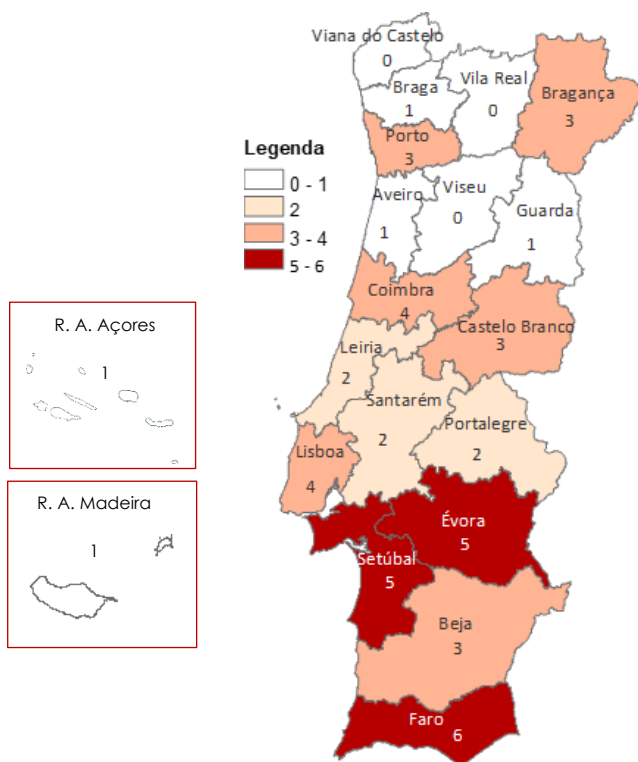 Viana do Castelo
0
Braga
1
Vila Real
0
Bragança
3
Porto
3
Legenda
0 - 1
2
3 - 4
5 - 6
Aveiro
1
Viseu
0
Guarda
1
Coimbra
4
Castelo Branco
3
R. A. Açores
1
Leiria
2
Santarém
2
Portalegre
2
Lisboa
4
R. A. Madeira
1
Évora
5
Setúbal
5
Beja
3
Faro
6